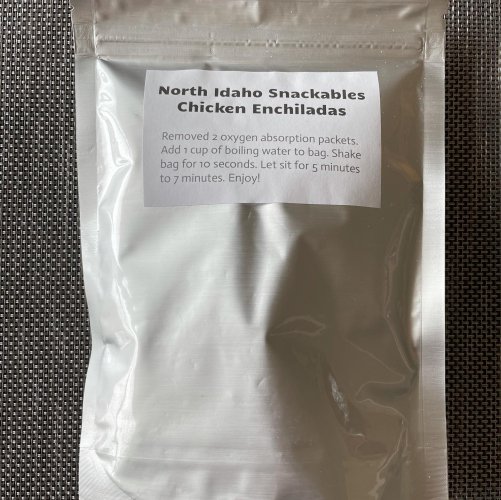 North Idaho Snackables
Chicken Enchiladas
Removed 2 oxygen absorption packets.
Add 1 cup of boiling water to bag. Shake
bag for 10 seconds. Let sit for 5 minutes
to 7 minutes. Enjoy!